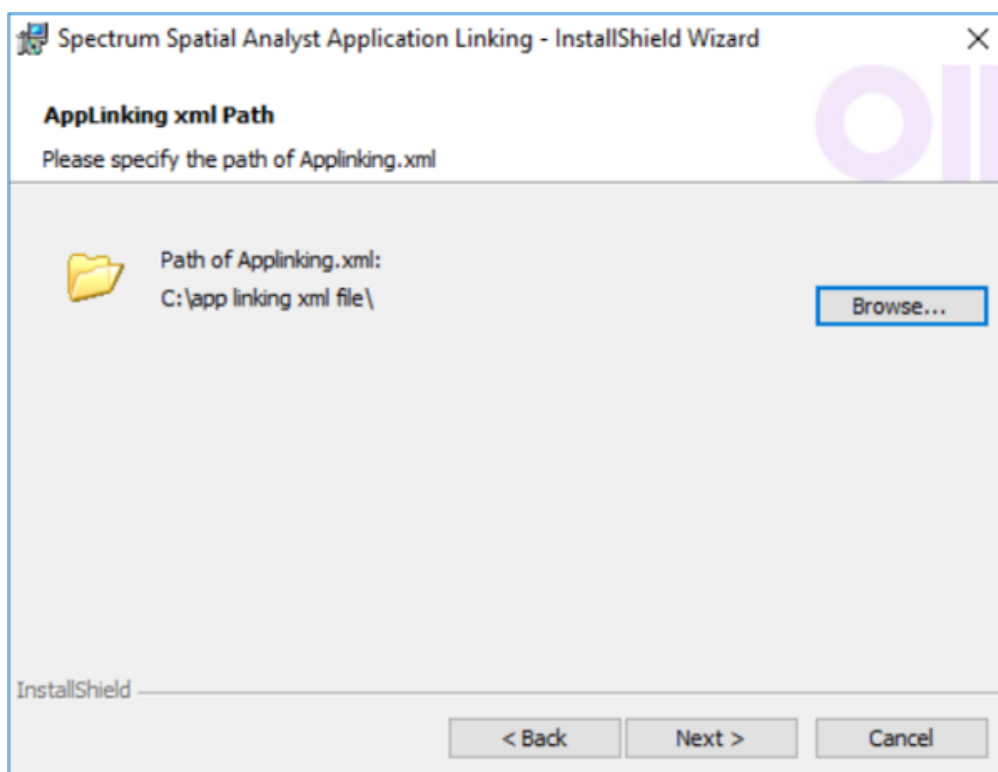 Spectrum Spatial Analyst Application Linking - InstallShield Wizard
AppLinking xml Path
Please specify the path of Applinking.xml
Path of Applinking.xml:
C:\app linking xml file\
Browse...
InstallShield
< Back
Next >
Cancel